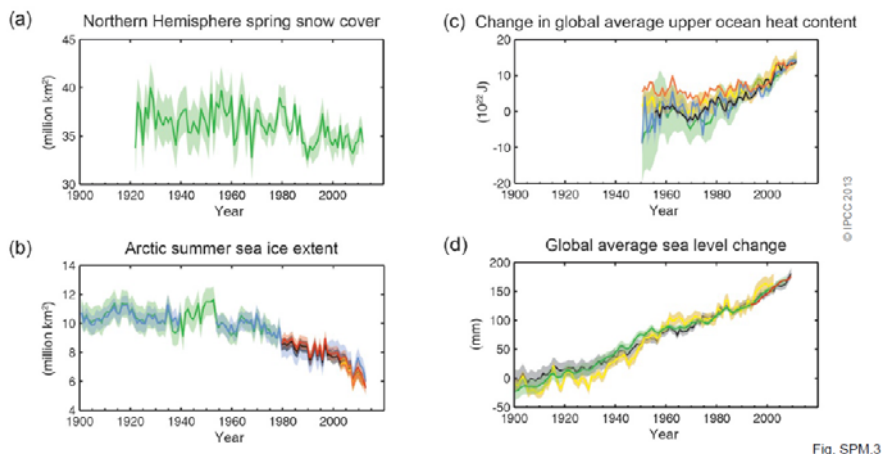 (a) Northern Hemisphere spring snow cover
(million km²)
45
40
35
30
1900 1920 1940 1960 1980 2000
Year
(b) Arctic summer sea ice extent
(million km²)
14
12
10
8
6
4
1900 1920 1940 1960 1980 2000
Year
(c) Change in global average upper ocean heat content
(10²² J)
20
10
0
-10
-20
1900 1920 1940 1960 1980 2000
Year
(d) Global average sea level change
(mm)
200
150
100
50
0
-50
1900 1920 1940 1960 1980 2000
Year
© IPCC 2013
Fig. SPM.3